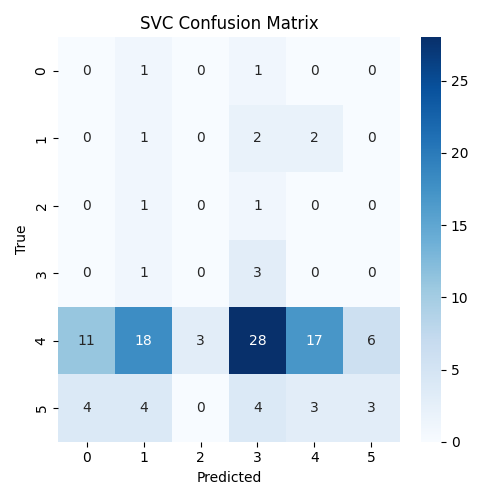 SVC Confusion Matrix
0 0 1 0 1 0 0
1 0 1 0 2 2 0
2 0 1 0 1 0 0
3 0 1 0 3 0 0
4 11 18 3 28 17 6
5 4 4 0 4 3 3
0 1 2 3 4 5
True
Predicted
25
20
15
10
5
0